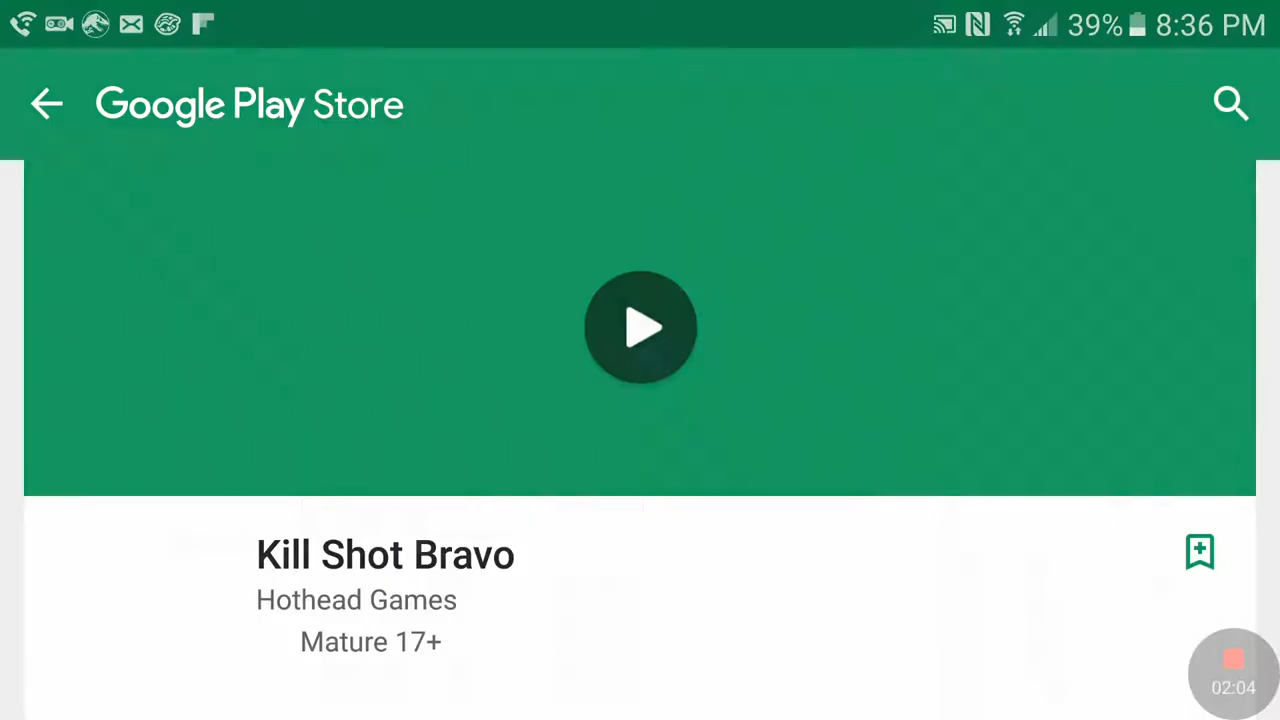 39% 8:36 PM
Google Play Store
Kill Shot Bravo
Hothead Games
Mature 17+
02:04